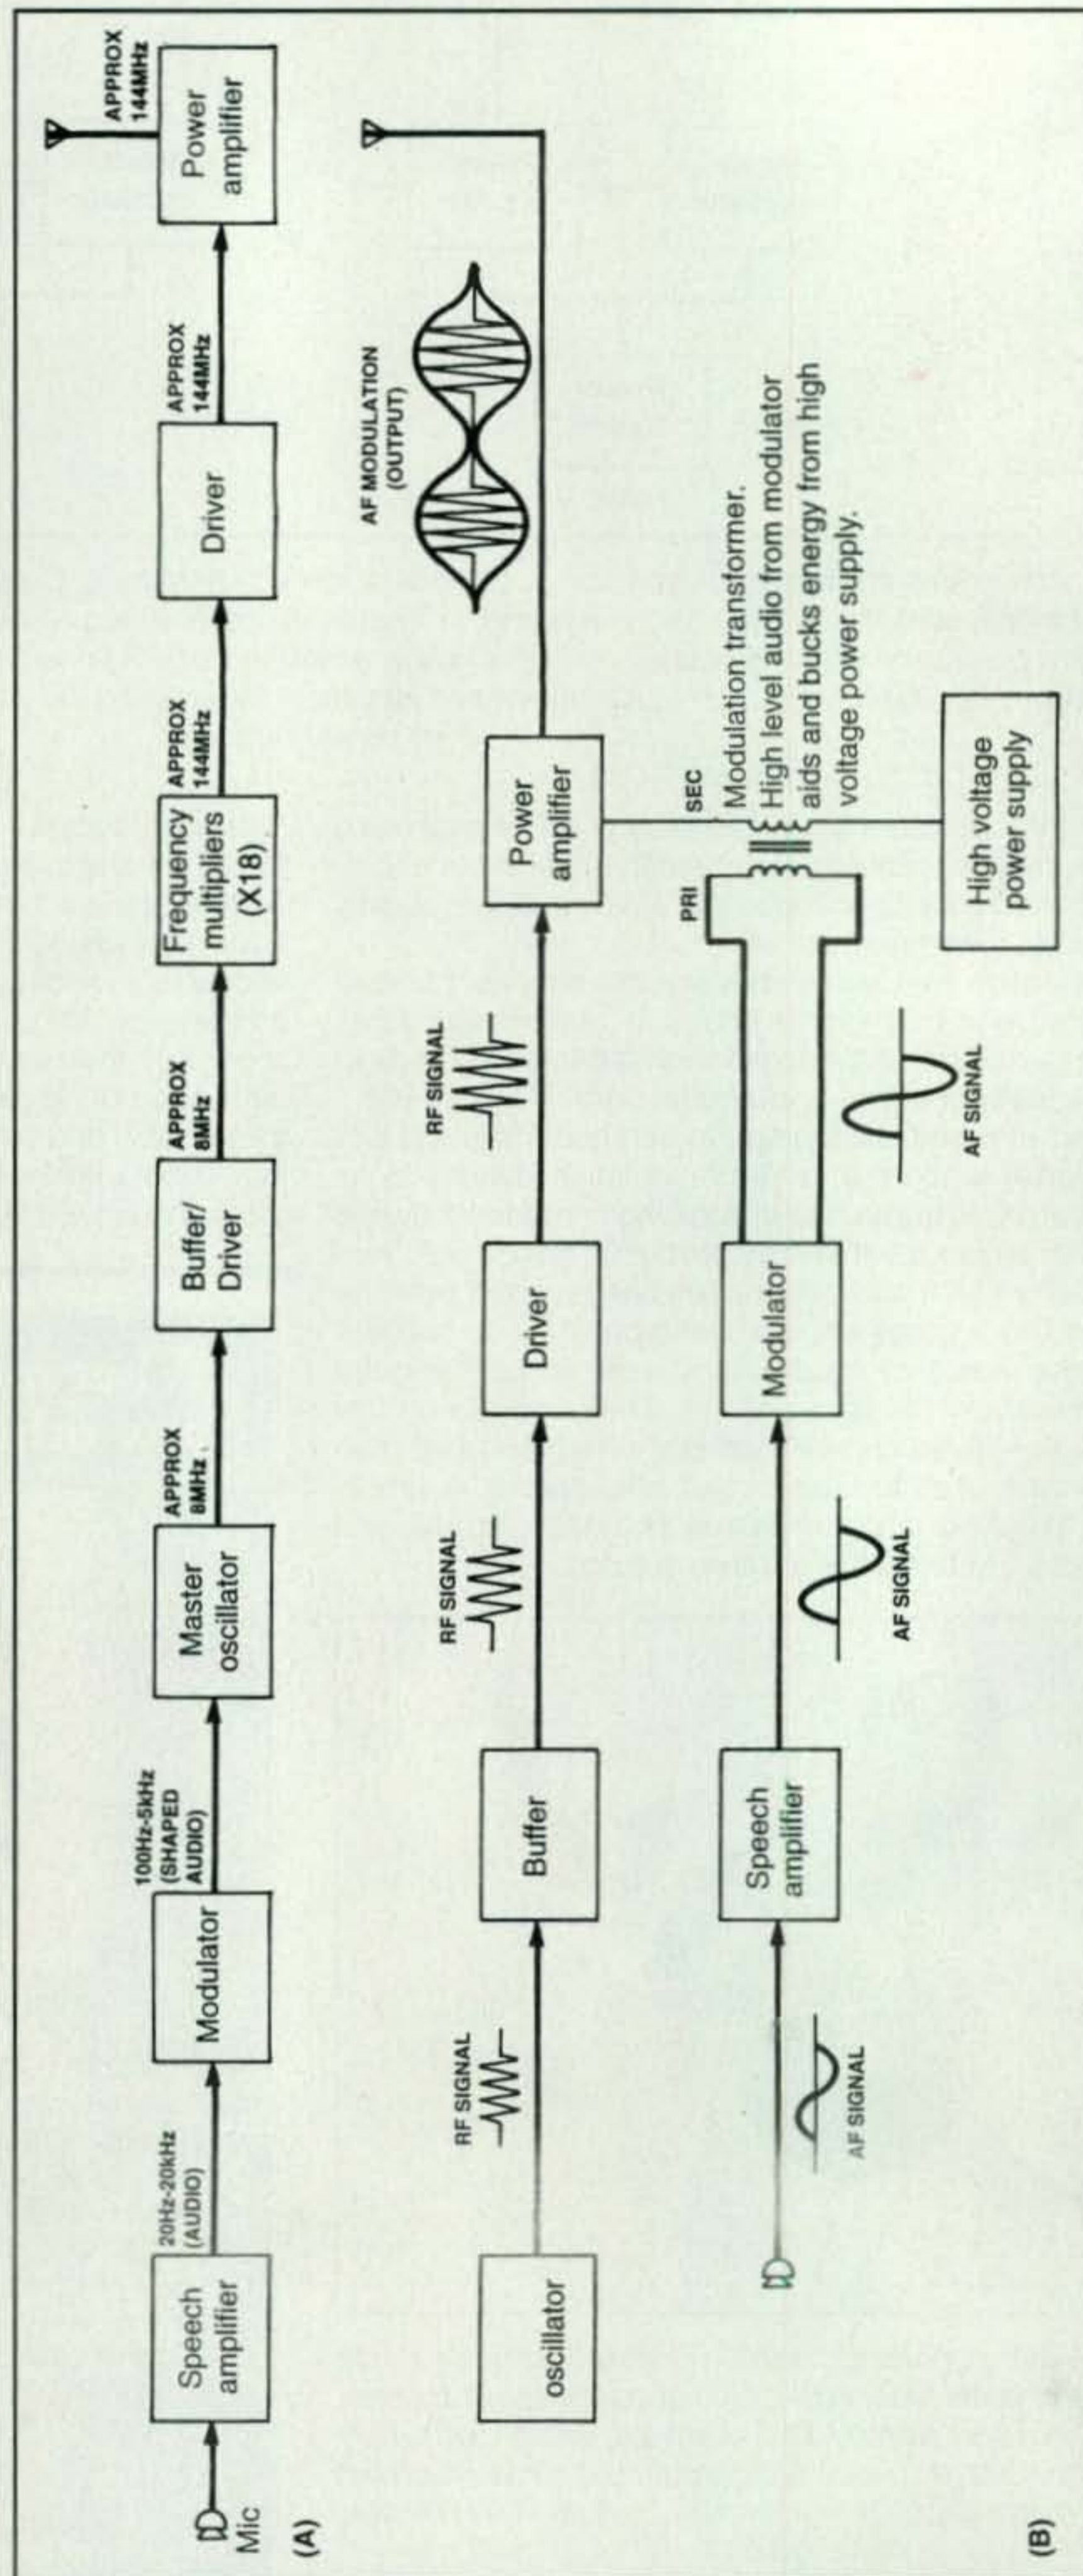 Mic
Speech
amplifier
20Hz-20kHz
(AUDIO)
Modulator
100Hz-5kHz
(SHAPED
AUDIO)
Master
oscillator
APPROX
8MHz
Buffer/
Driver
APPROX
8MHz
Frequency
multipliers
(X18)
APPROX
144MHz
Driver
APPROX
144MHz
Power
amplifier
APPROX
144MHz
(A)
oscillator
RF SIGNAL
Buffer
RF SIGNAL
Driver
RF SIGNAL
Power
amplifier
AF MODULATION
(OUTPUT)
AF SIGNAL
Speech
amplifier
AF SIGNAL
Modulator
AF SIGNAL
PRI
SEC
Modulation transformer.
High level audio from modulator
aids and bucks energy from high
voltage power supply.
High voltage
power supply
(B)